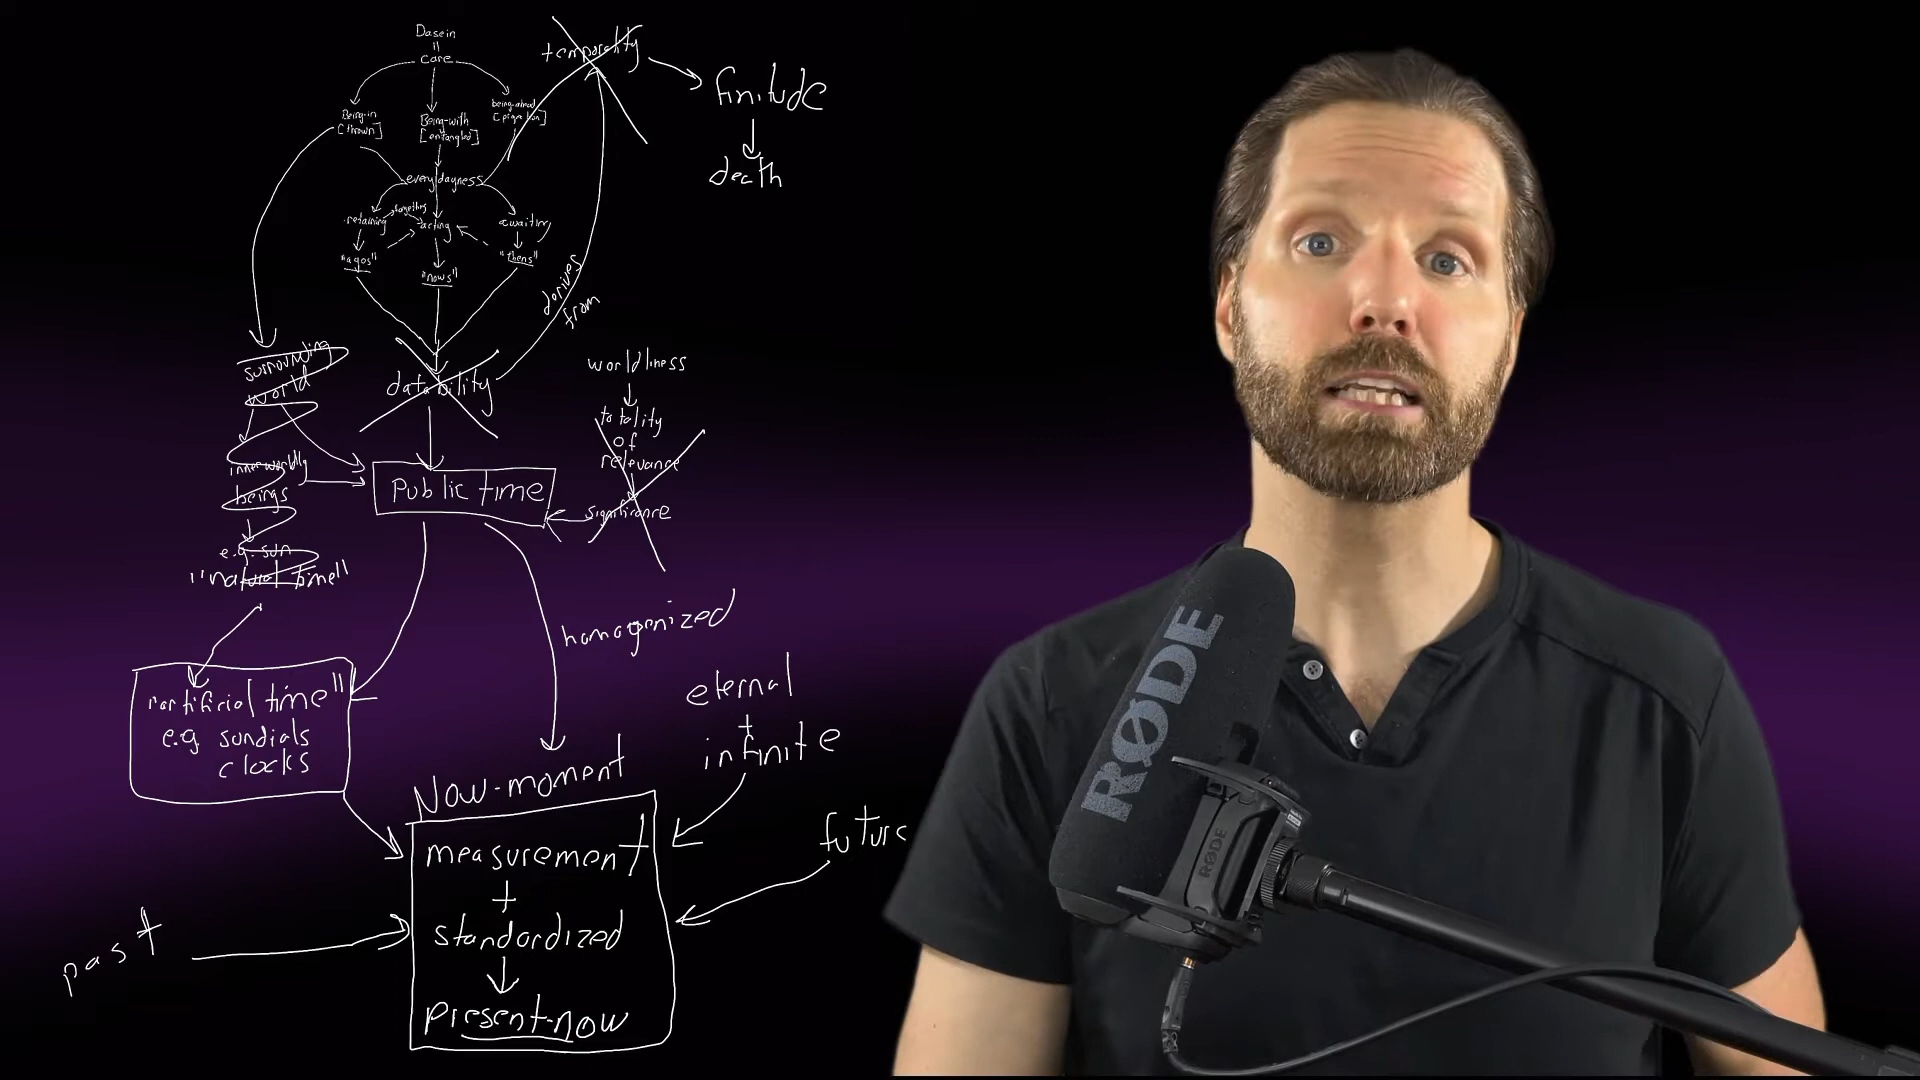 Dasein
"
Care
temporality
finitude
death
Being-in
[thrown]
Being-with
[entangled]
being-ahead
[projection]
everydayness
retaining
something
acting
awaiting
"agos"
"nows"
"thens"
derives
from
surrounding
world
datability
worldliness
totality
of
relevance
significance
innerworldly
beings
e.g. sun
"natural time"
Public time
homogenized
"artificial time"
e.g. sundials
clocks
eternal
+
infinite
Now-moment
measurement
+
standardized
present-now
future
past
RØDE
RØDE